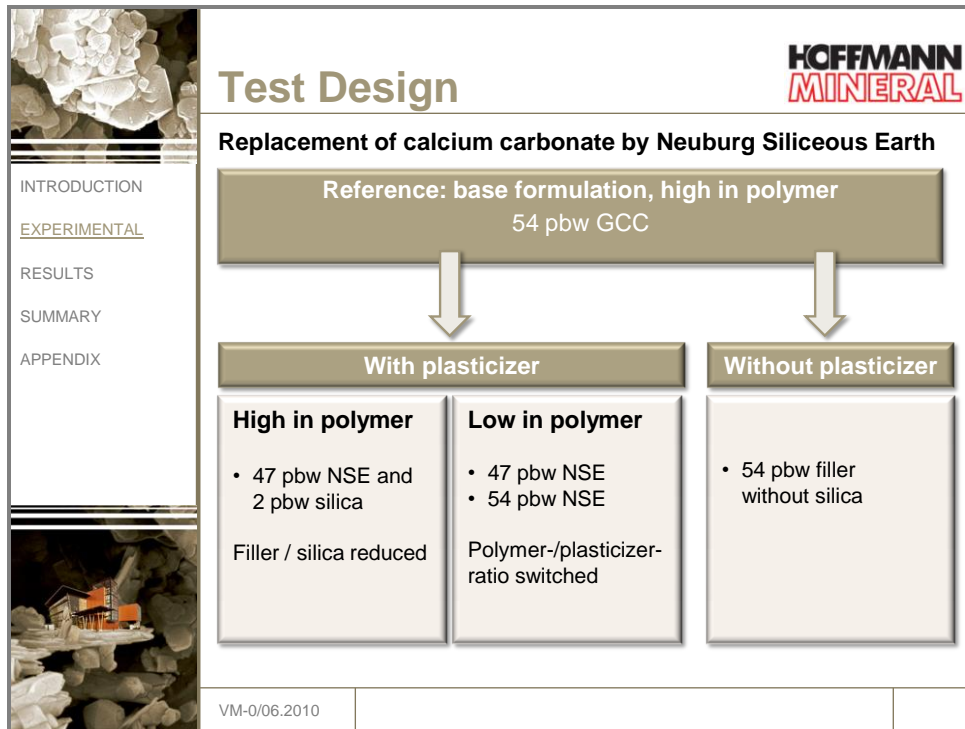 Test Design
HOFFMANN
MINERAL
Replacement of calcium carbonate by Neuburg Siliceous Earth
INTRODUCTION
EXPERIMENTAL
RESULTS
SUMMARY
APPENDIX
Reference: base formulation, high in polymer
54 pbw GCC
With plasticizer
High in polymer
• 47 pbw NSE and
2 pbw silica
Filler / silica reduced
Low in polymer
• 47 pbw NSE
• 54 pbw NSE
Polymer-/plasticizer-
ratio switched
Without plasticizer
• 54 pbw filler
without silica
VM-0/06.2010